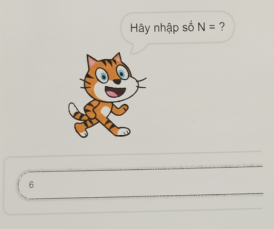 Hãy nhập số N = ?
6